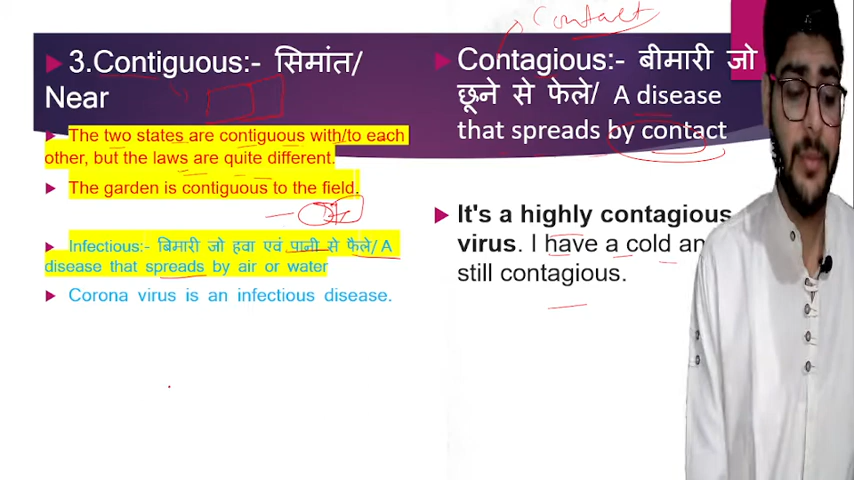 Contact
3.Contiguous:- सिमांत/
Near
The two states are contiguous with/to each
other, but the laws are quite different.
The garden is contiguous to the field.
Infectious:- बिमारी जो हवा एवं पानी से फैले/ A
disease that spreads by air or water
Corona virus is an infectious disease.
Contagious:- बीमारी जो
छूने से फेले/ A disease
that spreads by contact
It's a highly contagious
virus. I have a cold an
still contagious.